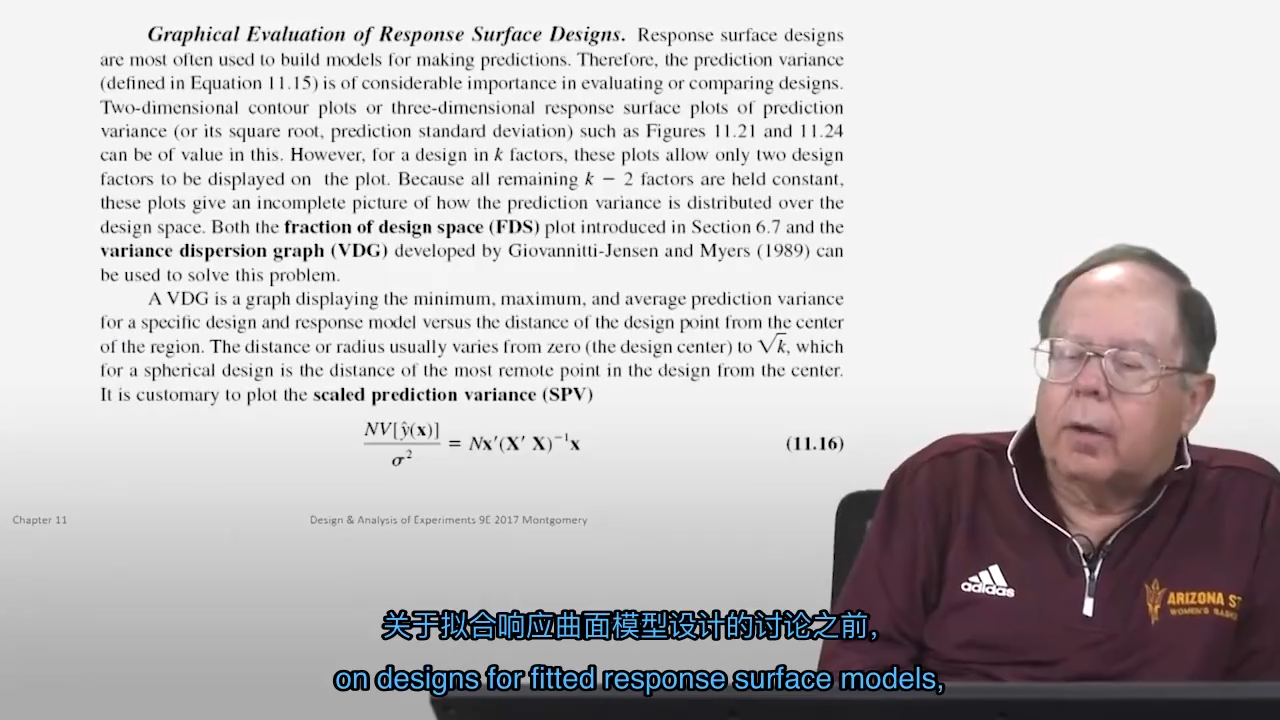 Graphical Evaluation of Response Surface Designs. Response surface designs
are most often used to build models for making predictions. Therefore, the prediction variance
(defined in Equation 11.15) is of considerable importance in evaluating or comparing designs.
Two-dimensional contour plots or three-dimensional response surface plots of prediction
variance (or its square root, prediction standard deviation) such as Figures 11.21 and 11.24
can be of value in this. However, for a design in k factors, these plots allow only two design
factors to be displayed on the plot. Because all remaining k − 2 factors are held constant,
these plots give an incomplete picture of how the prediction variance is distributed over the
design space. Both the fraction of design space (FDS) plot introduced in Section 6.7 and the
variance dispersion graph (VDG) developed by Giovannitti-Jensen and Myers (1989) can
be used to solve this problem.
A VDG is a graph displaying the minimum, maximum, and average prediction variance
for a specific design and response model versus the distance of the design point from the center
of the region. The distance or radius usually varies from zero (the design center) to √k, which
for a spherical design is the distance of the most remote point in the design from the center.
It is customary to plot the scaled prediction variance (SPV)
NV[ŷ(x)]/σ² = Nx′(X′ X)⁻¹x (11.16)
Chapter 11 Design & Analysis of Experiments 9E 2017 Montgomery
adidas
ARIZONA ST
WOMEN'S
关于拟合响应曲面模型设计的讨论之前,
on designs for fitted response surface models,